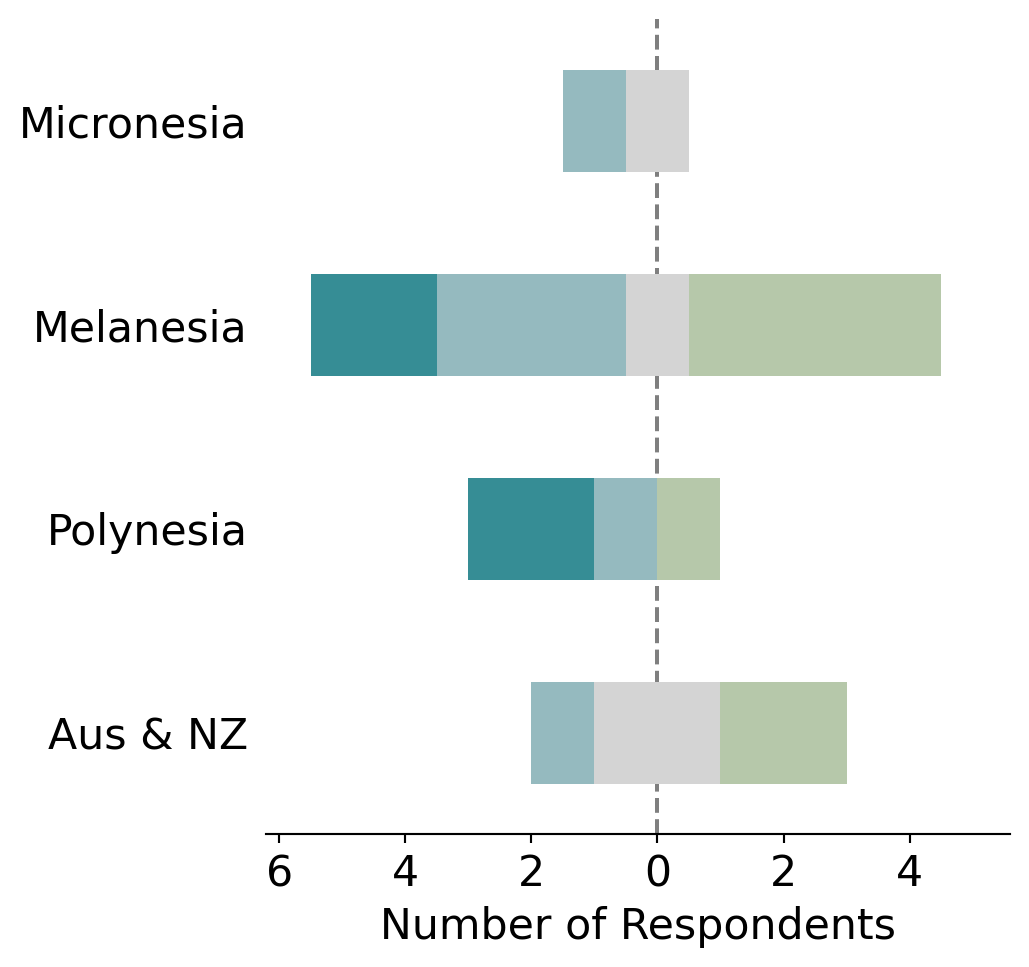 Micronesia
Melanesia
Polynesia
Aus & NZ
6 4 2 0 2 4
Number of Respondents